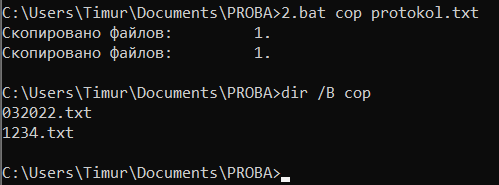 C:\Users\Timur\Documents\PROBA>2.bat cop protokol.txt
Скопировано файлов:         1.
Скопировано файлов:         1.
C:\Users\Timur\Documents\PROBA>dir /B cop
032022.txt
1234.txt
C:\Users\Timur\Documents\PROBA>